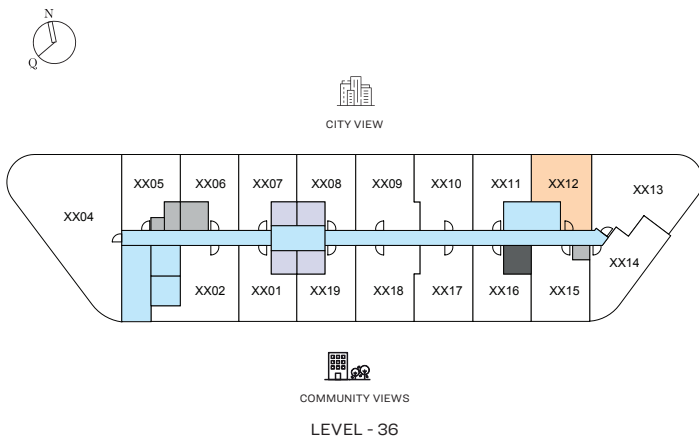 N
Q
CITY VIEW
XX05 XX06 XX07 XX08 XX09 XX10 XX11 XX12 XX13
XX04
XX14
XX02 XX01 XX19 XX18 XX17 XX16 XX15
COMMUNITY VIEWS
LEVEL - 36